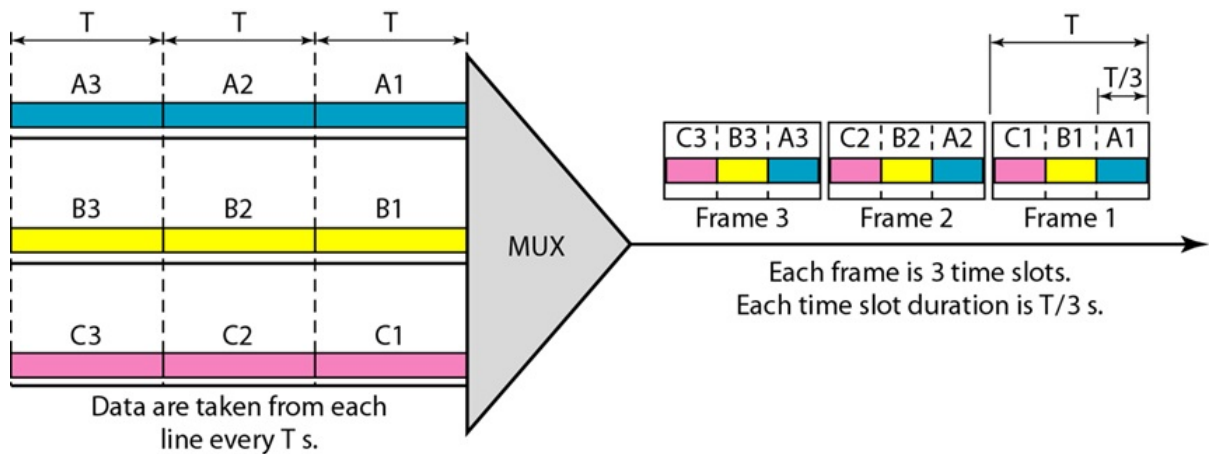 T T T
T
T/3
A3 A2 A1
C3 B3 A3 C2 B2 A2 C1 B1 A1
Frame 3 Frame 2 Frame 1
B3 B2 B1
MUX
Each frame is 3 time slots.
Each time slot duration is T/3 s.
C3 C2 C1
Data are taken from each
line every T s.